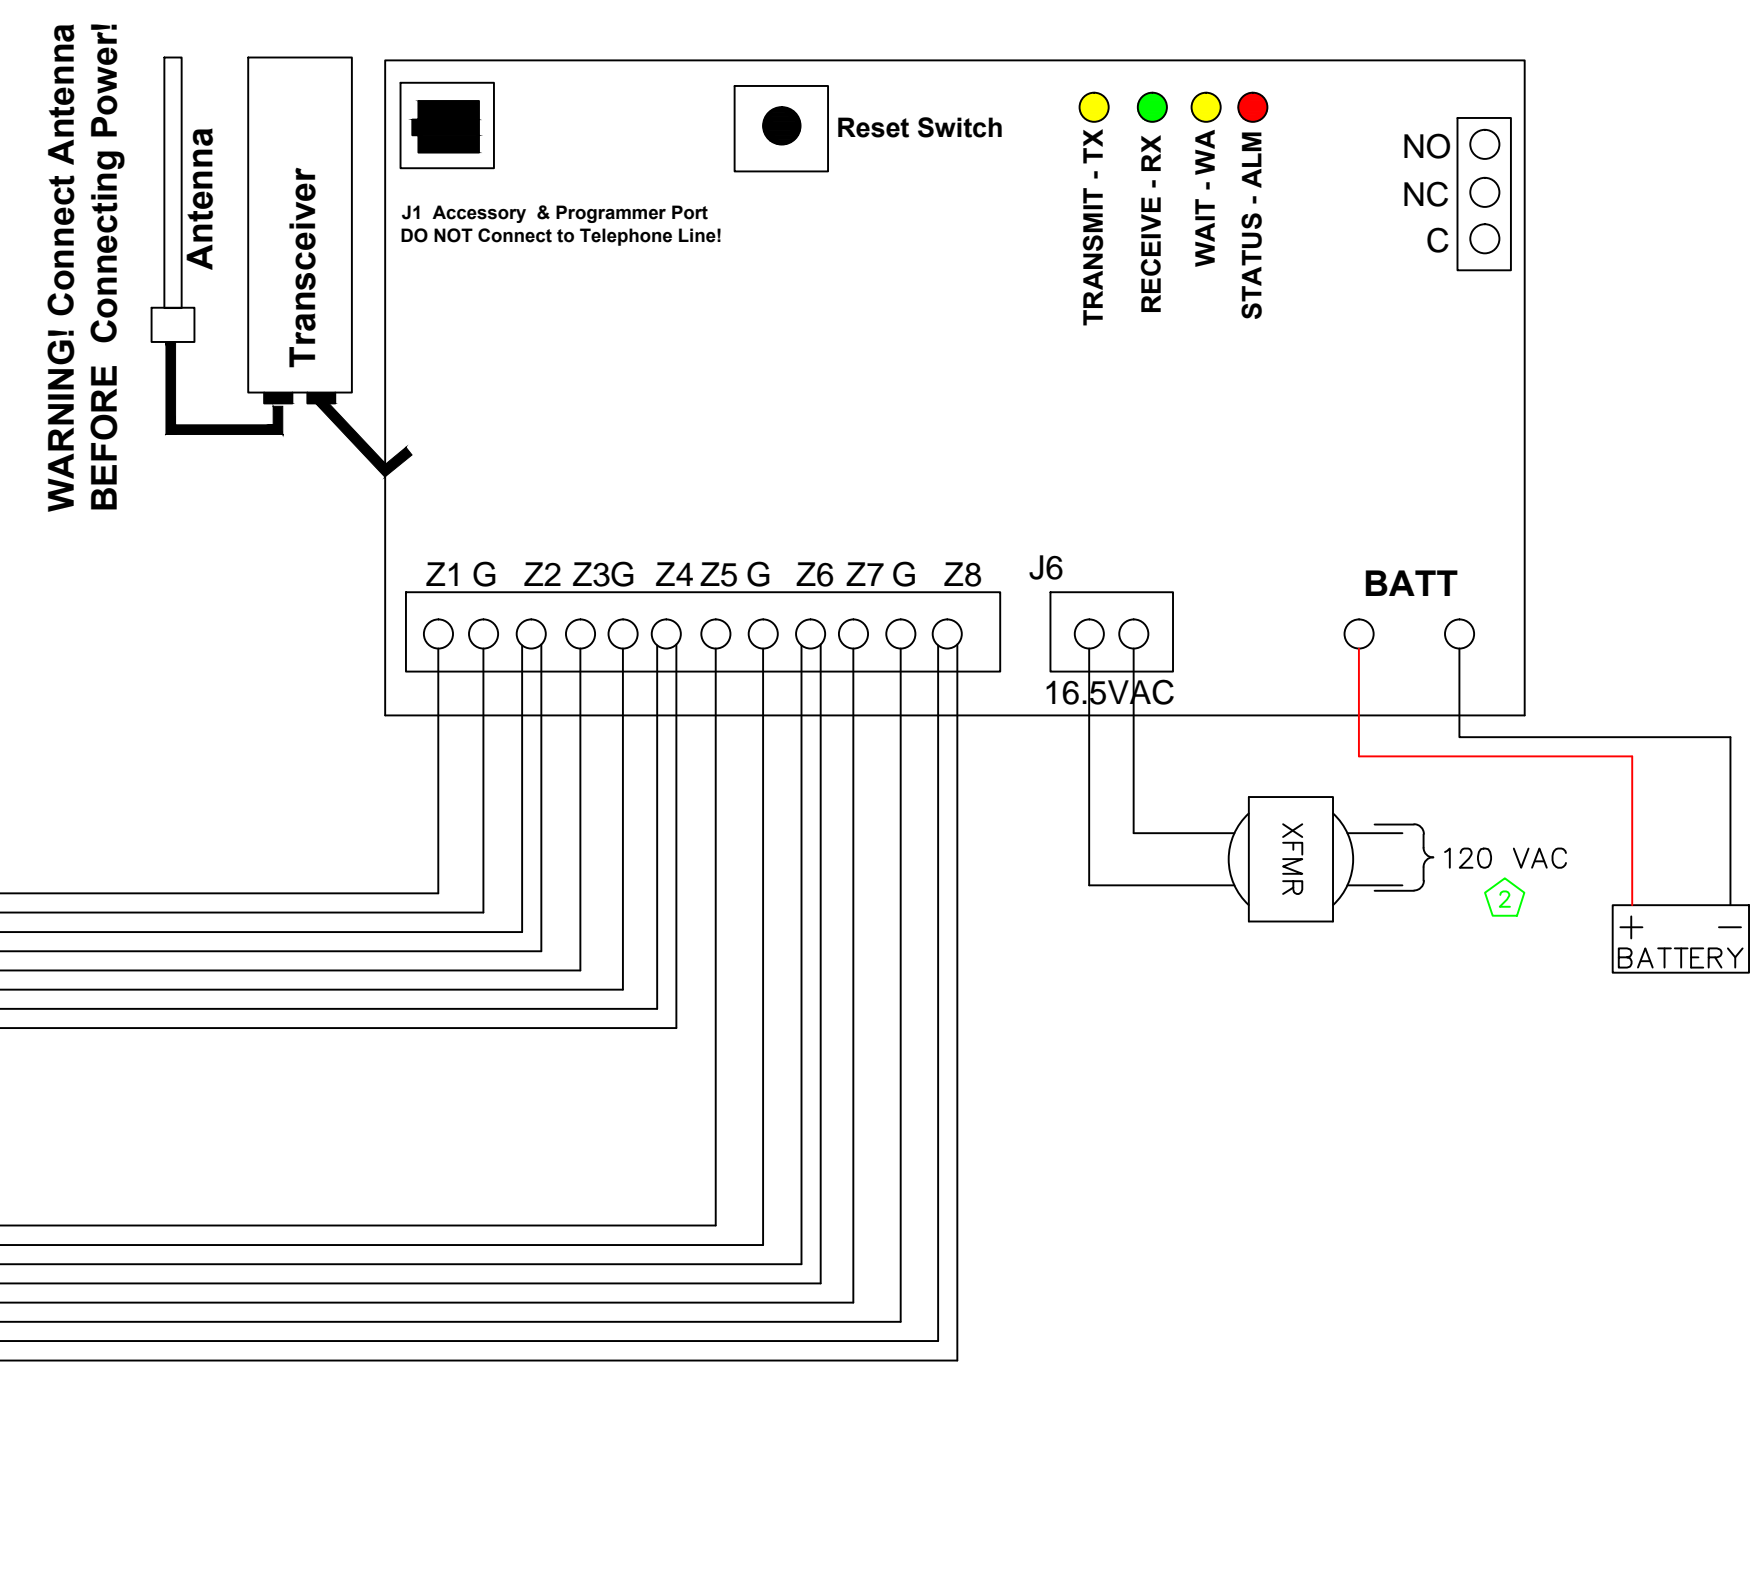 WARNING! Connect Antenna
BEFORE Connecting Power!
Antenna
Transceiver
Reset Switch
J1 Accessory & Programmer Port
DO NOT Connect to Telephone Line!
TRANSMIT - TX
RECEIVE - RX
WAIT - WA
STATUS - ALM
NO
NC
C
Z1 G Z2 Z3G Z4 Z5 G Z6 Z7 G Z8
J6
16.5VAC
BATT
XFMR
120 VAC
2
+ −
BATTERY